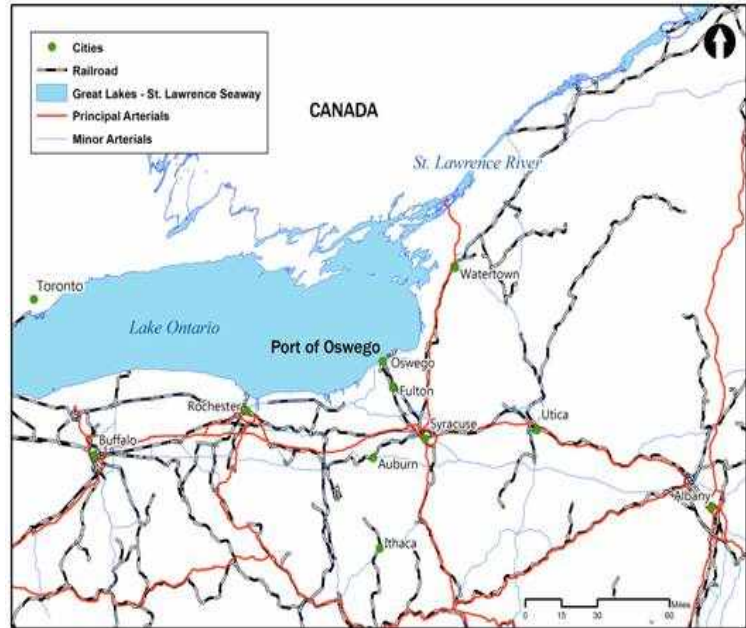 Cities
Railroad
Great Lakes - St. Lawrence Seaway
Principal Arterials
Minor Arterials
CANADA
St. Lawrence River
Watertown
Toronto
Lake Ontario
Port of Oswego
Oswego
Fulton
Rochester
Syracuse
Utica
Buffalo
Auburn
Albany
Ithaca
Miles
0 15 30 60